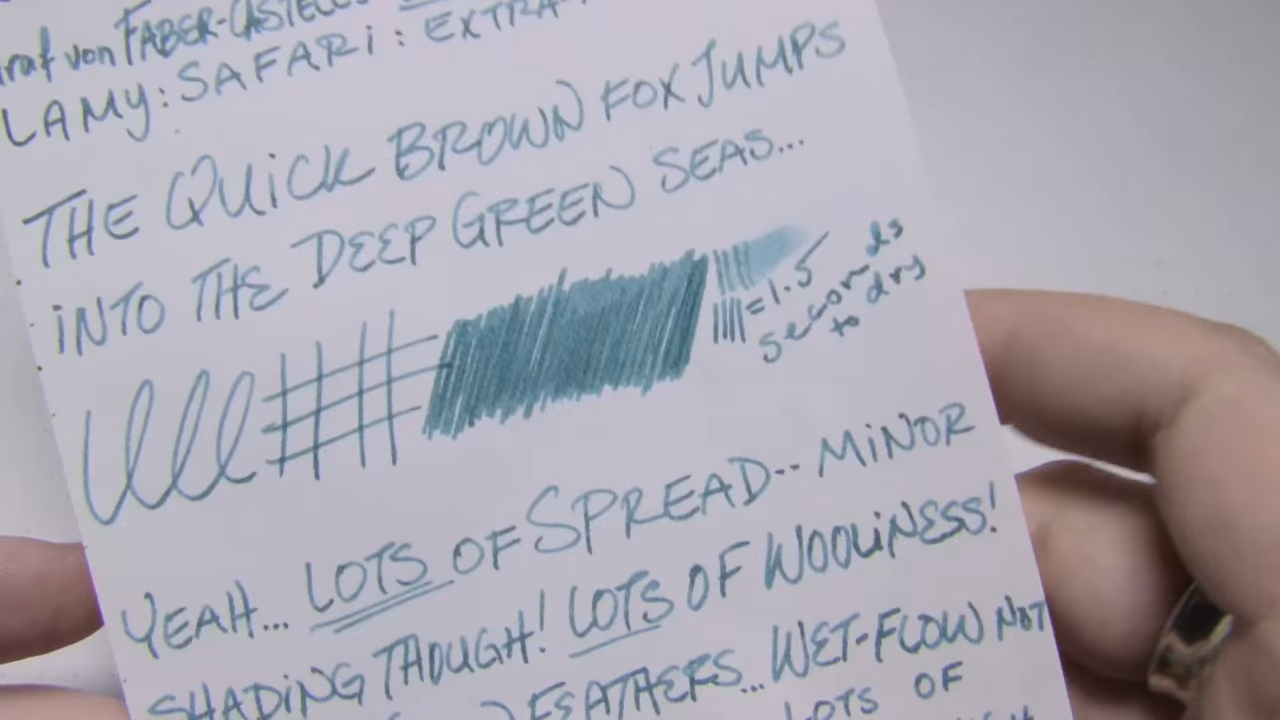 von FABER-CASTELL
LAMY: SAFARi: EXTRA-
THE QUiCK BROWN FOX JUMPS
iNTO THE DEEP GREEN SEAS...
=1.5 seconds
to dry
YEAH... LOTS OF SPREAD-- MiNOR
SHADiNG THOUGH! LOTS OF WOOLiNESS!
FEATHERS... WET-FLOW NOT
LOTS OF